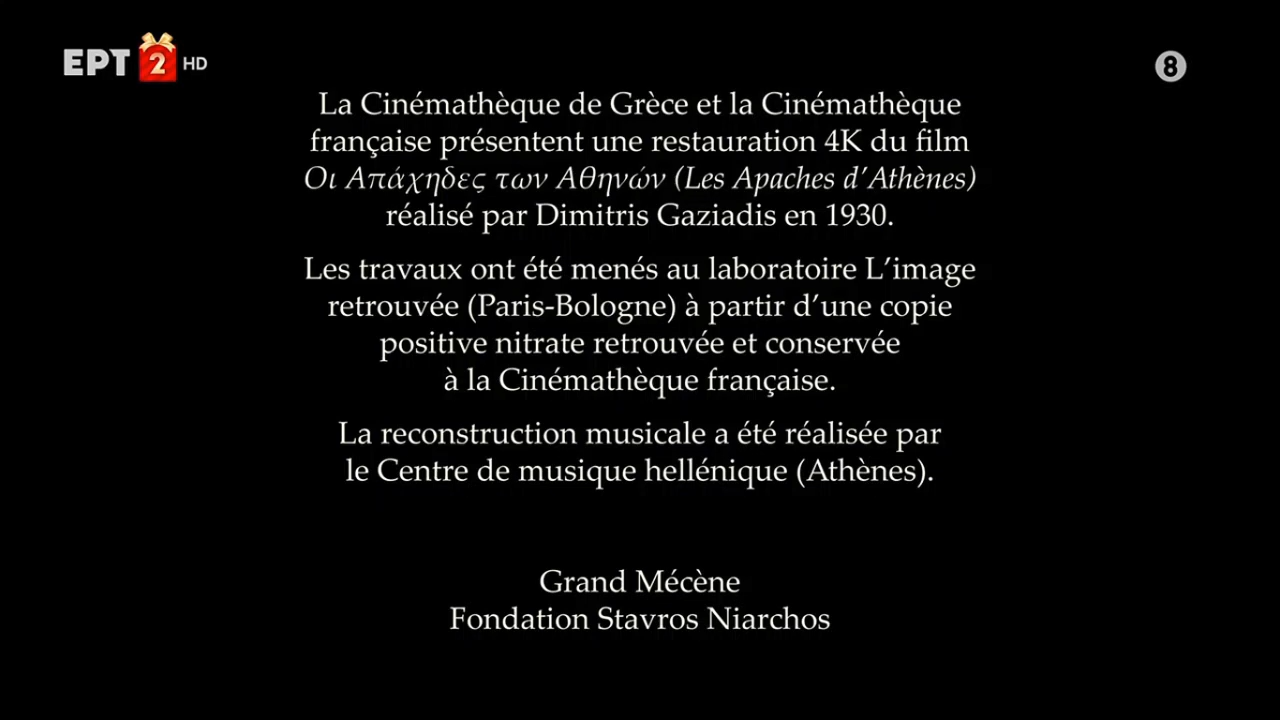 ΕΡΤ 2 HD
8
La Cinémathèque de Grèce et la Cinémathèque
française présentent une restauration 4K du film
Οι Απάχηδες των Αθηνών (Les Apaches d’Athènes)
réalisé par Dimitris Gaziadis en 1930.
Les travaux ont été menés au laboratoire L’image
retrouvée (Paris-Bologne) à partir d’une copie
positive nitrate retrouvée et conservée
à la Cinémathèque française.
La reconstruction musicale a été réalisée par
le Centre de musique hellénique (Athènes).
Grand Mécène
Fondation Stavros Niarchos